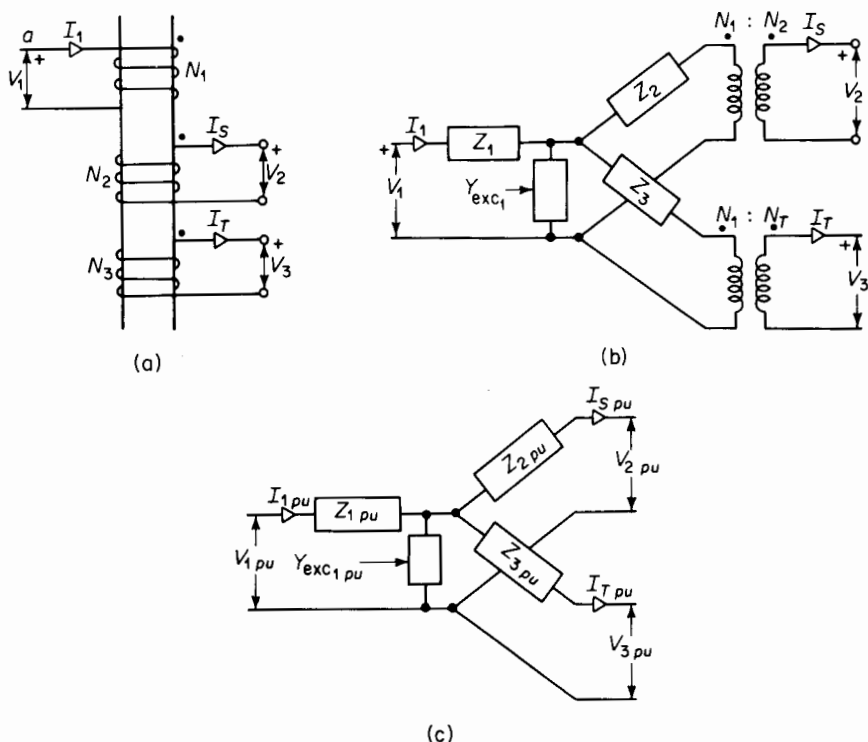 a
I1
+
V1
N1
IS
+
V2
N2
IT
+
V3
N3
(a)
I1
+
V1
Z1
Yexc1
Z2
Z3
N1 : N2
IS
+
V2
N1 : NT
IT
+
V3
(b)
I1 pu
V1 pu
Z1 pu
Yexc1 pu
Z2 pu
Z3 pu
IS pu
V2 pu
IT pu
V3 pu
(c)